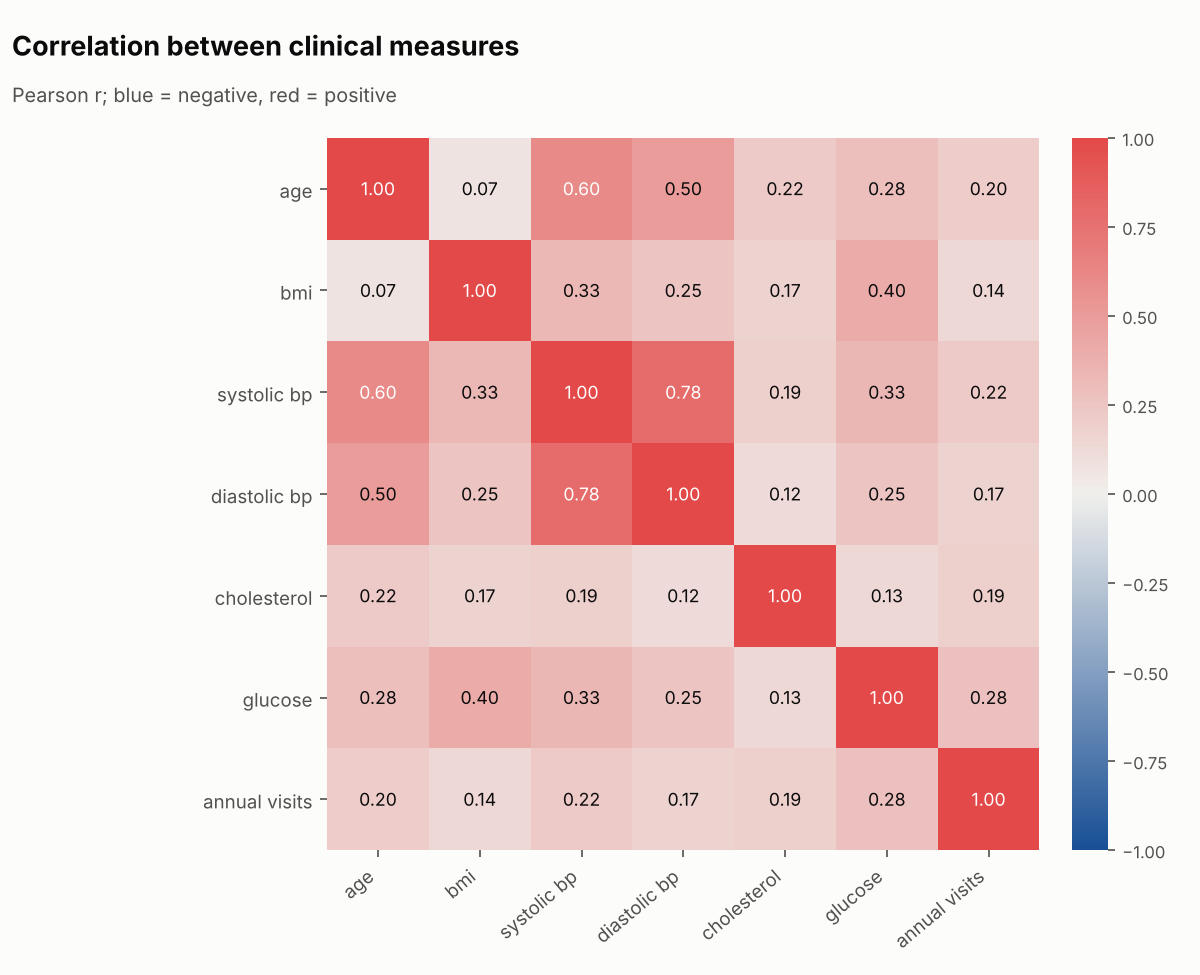 Correlation between clinical measures
Pearson r; blue = negative, red = positive
age 1.00 0.07 0.60 0.50 0.22 0.28 0.20
bmi 0.07 1.00 0.33 0.25 0.17 0.40 0.14
systolic bp 0.60 0.33 1.00 0.78 0.19 0.33 0.22
diastolic bp 0.50 0.25 0.78 1.00 0.12 0.25 0.17
cholesterol 0.22 0.17 0.19 0.12 1.00 0.13 0.19
glucose 0.28 0.40 0.33 0.25 0.13 1.00 0.28
annual visits 0.20 0.14 0.22 0.17 0.19 0.28 1.00
age bmi systolic bp diastolic bp cholesterol glucose annual visits
1.00
0.75
0.50
0.25
0.00
−0.25
−0.50
−0.75
−1.00